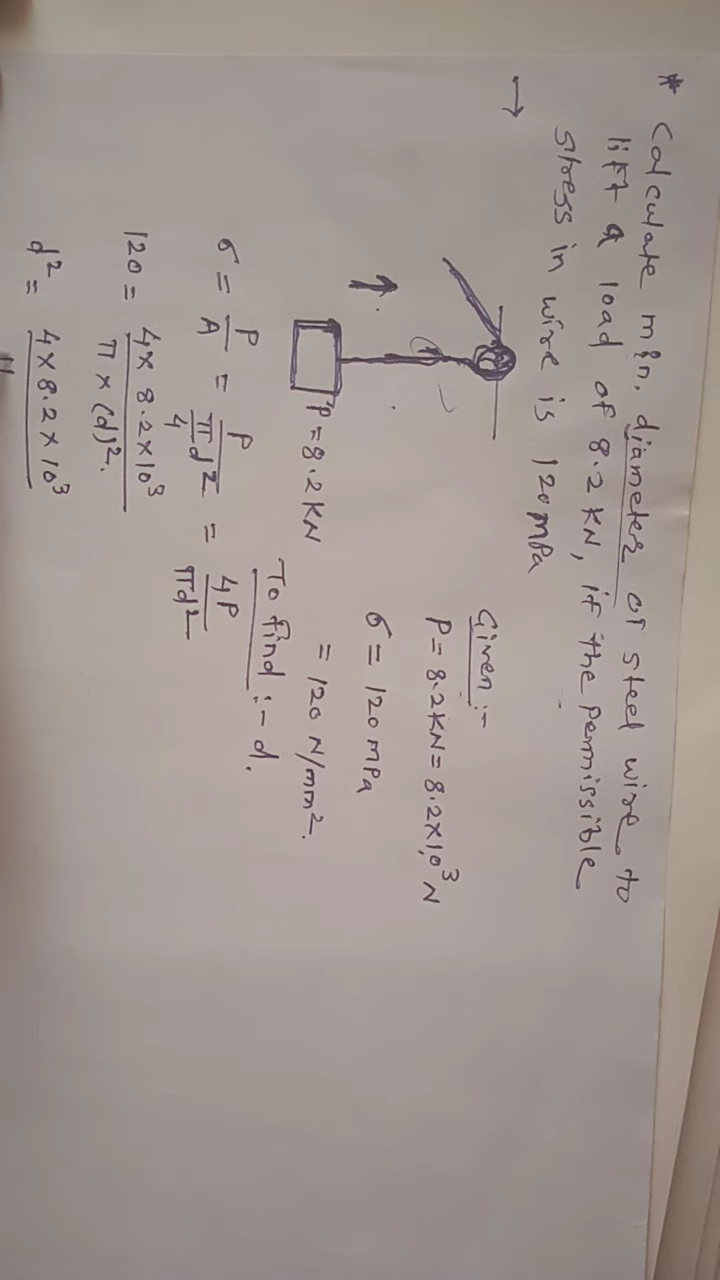 * Calculate min. diameter of steel wire to
lift a load of 8.2 KN, if the permissible
stress in wire is 120 mPa
→
Given :-
P = 8.2 KN = 8.2 x 10³ N
σ = 120 mPa
= 120 N/mm².
P = 8.2 KN
To find :- d.
σ = P/A = P/(π/4 d²) = 4P/πd²
120 = 4 x 8.2 x 10³ / π x (d)².
d² = 4 x 8.2 x 10³